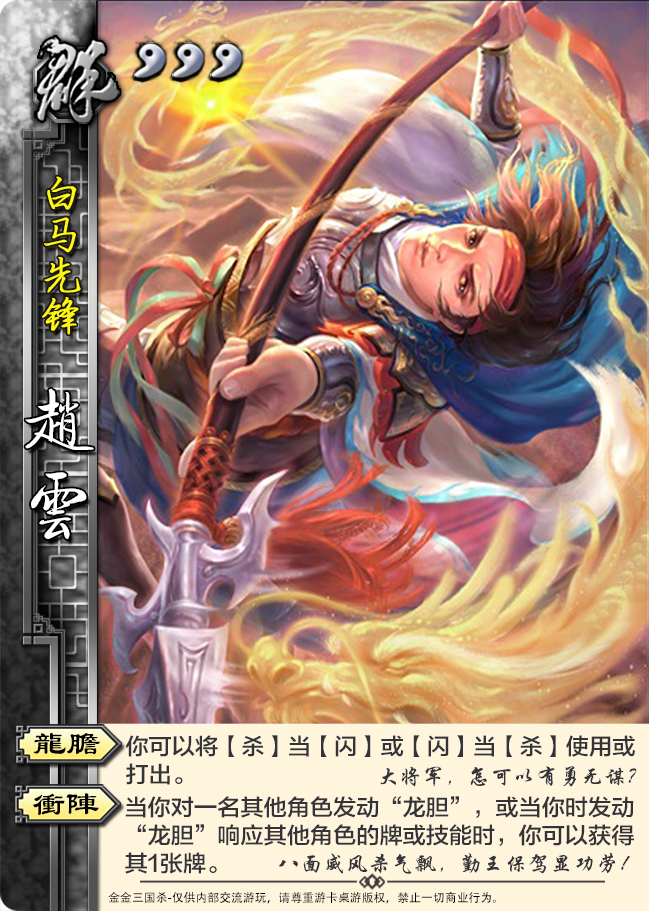 群
白马先锋
趙雲
龍膽
你可以将【杀】当【闪】或【闪】当【杀】使用或
打出。 大将军，怎可以有勇无谋？
衝陣
当你对一名其他角色发动“龙胆”，或当你时发动
“龙胆”响应其他角色的牌或技能时，你可以获得
其1张牌。 八面威风杀气飘，勤王保驾显功劳！
金金三国杀-仅供内部交流游玩，请尊重游卡桌游版权，禁止一切商业行为。